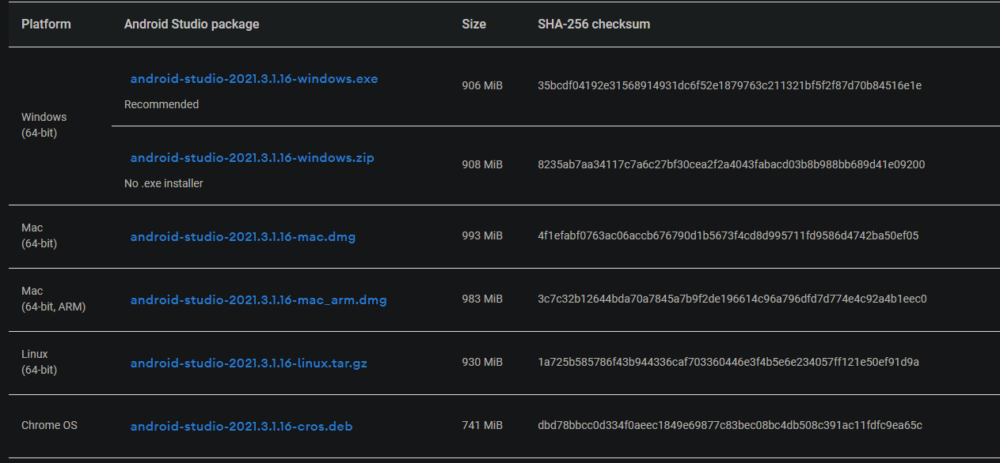 Platform Android Studio package Size SHA-256 checksum
android-studio-2021.3.1.16-windows.exe 906 MiB 35bcdf04192e31568914931dc6f52e1879763c211321bf5f2f87d70b84516e1e
Recommended
Windows
(64-bit)
android-studio-2021.3.1.16-windows.zip 908 MiB 8235ab7aa34117c7a6c27bf30cea2f2a4043fabacd03b8b988bb689d41e09200
No .exe installer
Mac
(64-bit)
android-studio-2021.3.1.16-mac.dmg 993 MiB 4f1efabf0763ac06accb676790d1b5673f4cd8d995711fd9586d4742ba50ef05
Mac
(64-bit, ARM)
android-studio-2021.3.1.16-mac_arm.dmg 983 MiB 3c7c32b12644bda70a7845a7b9f2de196614c96a796dfd7d774e4c92a4b1eec0
Linux
(64-bit)
android-studio-2021.3.1.16-linux.tar.gz 930 MiB 1a725b585786f43b944336caf703360446e3f4b5e6e234057ff121e50ef91d9a
Chrome OS android-studio-2021.3.1.16-cros.deb 741 MiB dbd78bbcc0d334f0aeec1849e69877c83bec08bc4db508c391ac11fdfc9ea65c